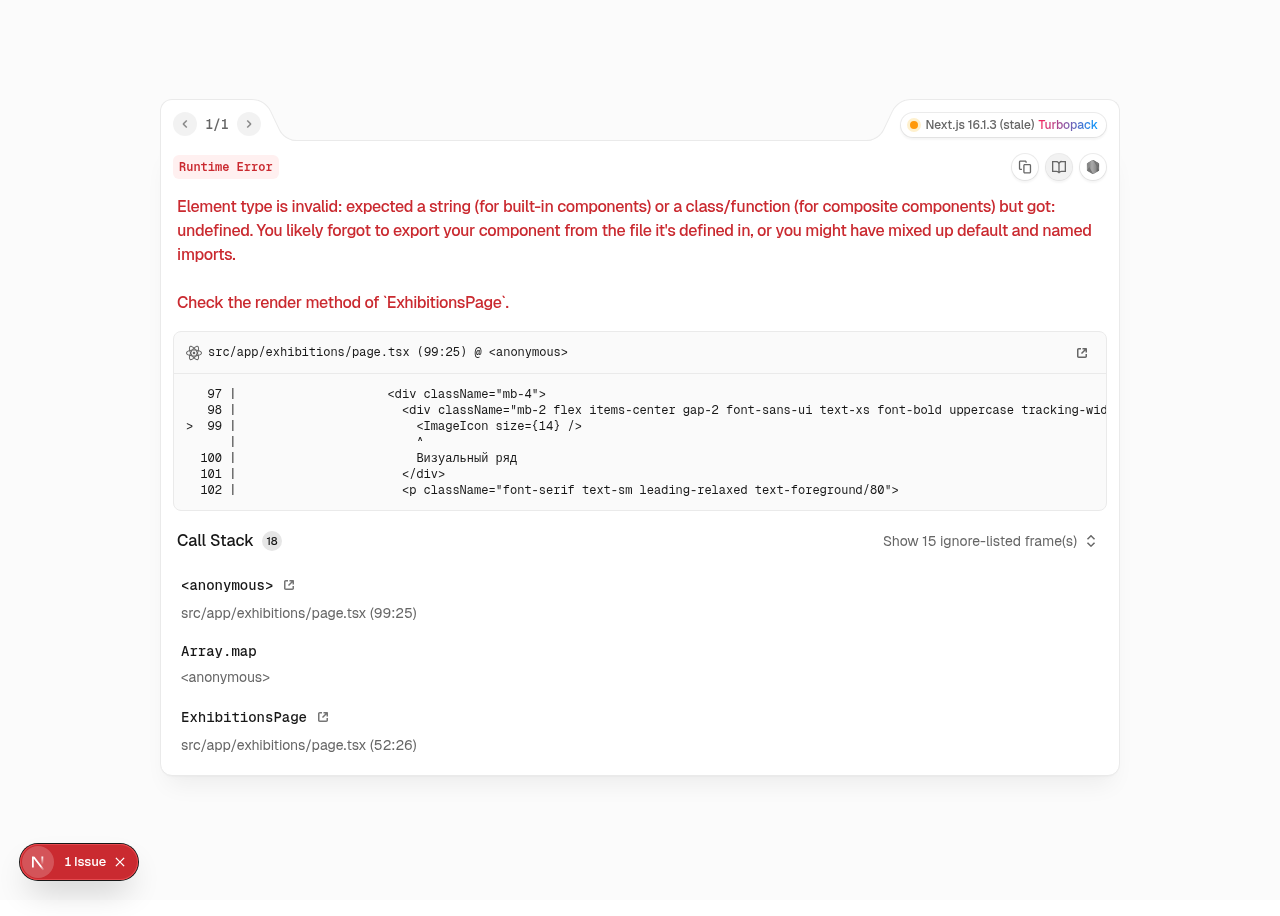 1/1
Next.js 16.1.3 (stale) Turbopack
Runtime Error
Element type is invalid: expected a string (for built-in components) or a class/function (for composite components) but got:
undefined. You likely forgot to export your component from the file it's defined in, or you might have mixed up default and named
imports.
Check the render method of `ExhibitionsPage`.
src/app/exhibitions/page.tsx (99:25) @ <anonymous>
97 | <div className="mb-4">
98 | <div className="mb-2 flex items-center gap-2 font-sans-ui text-xs font-bold uppercase tracking-wid
> 99 | <ImageIcon size={14} />
| ^
100 | Визуальный ряд
101 | </div>
102 | <p className="font-serif text-sm leading-relaxed text-foreground/80">
Call Stack 18
Show 15 ignore-listed frame(s)
<anonymous>
src/app/exhibitions/page.tsx (99:25)
Array.map
<anonymous>
ExhibitionsPage
src/app/exhibitions/page.tsx (52:26)
1 Issue